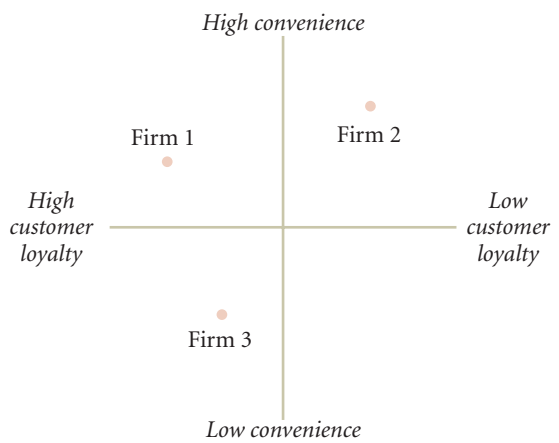 High convenience
Firm 1
Firm 2
High
customer
loyalty
Low
customer
loyalty
Firm 3
Low convenience